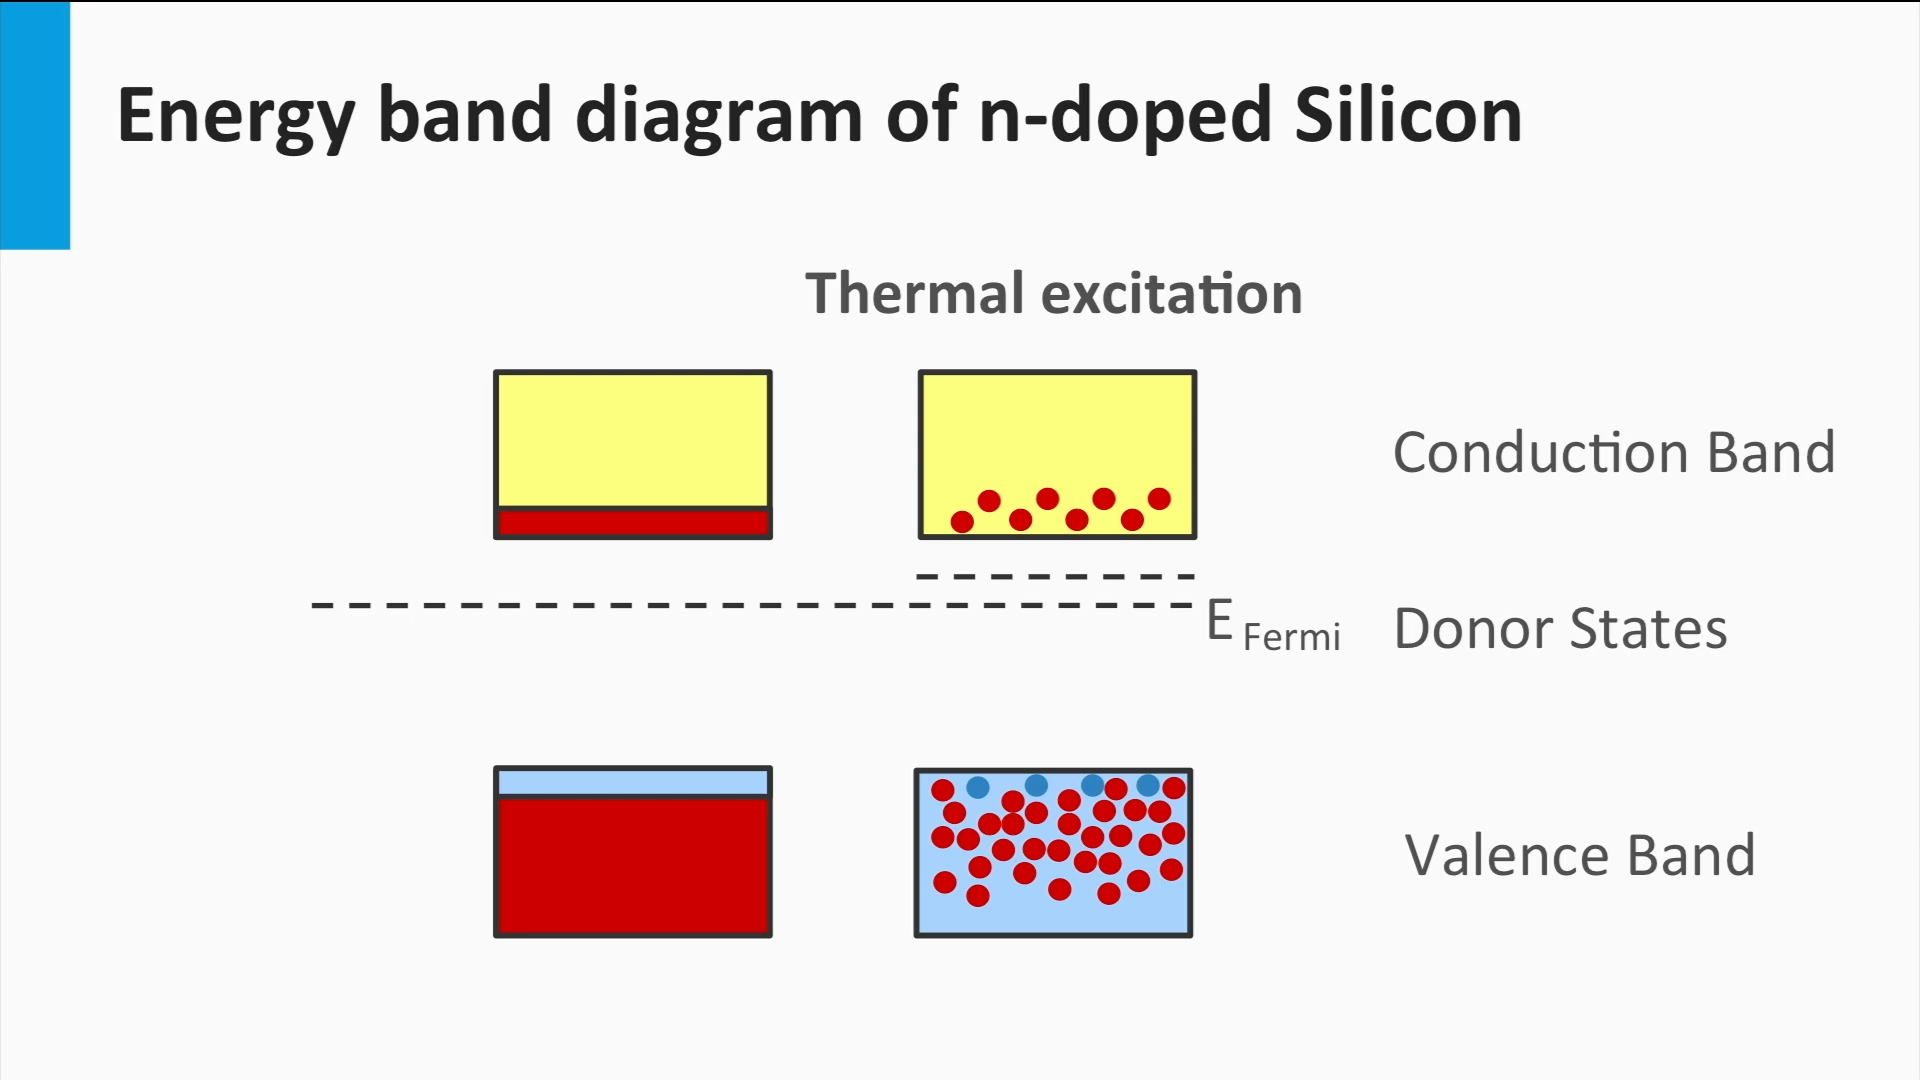 Energy band diagram of n-doped Silicon
Thermal excitation
Conduction Band
E Fermi
Donor States
Valence Band